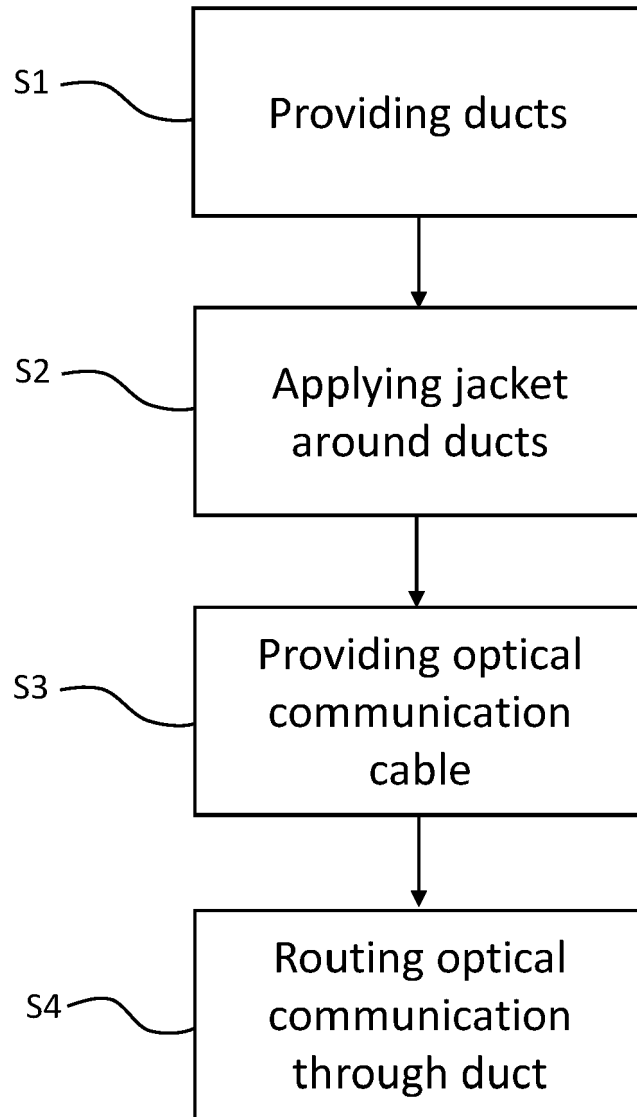 S1
Providing ducts
S2
Applying jacket
around ducts
S3
Providing optical
communication
cable
S4
Routing optical
communication
through duct